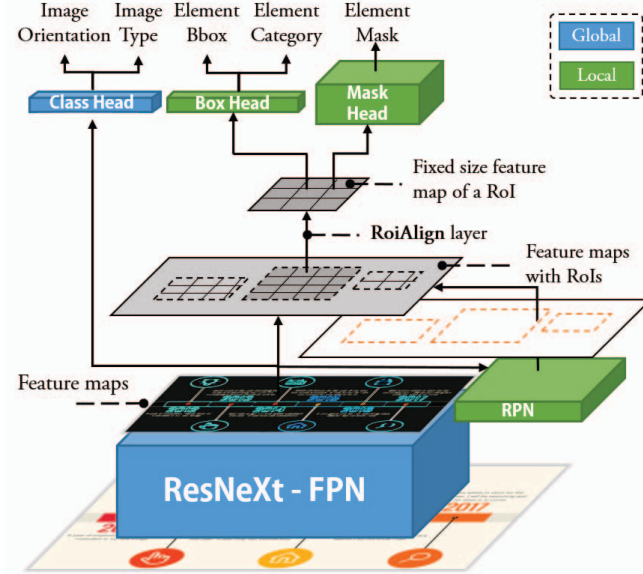 Image
Orientation
Image
Type
Element
Bbox
Element
Category
Element
Mask
Global
Local
Class Head
Box Head
Mask
Head
Fixed size feature
map of a RoI
RoiAlign layer
Feature maps
with RoIs
Feature maps
RPN
ResNeXt - FPN
2017